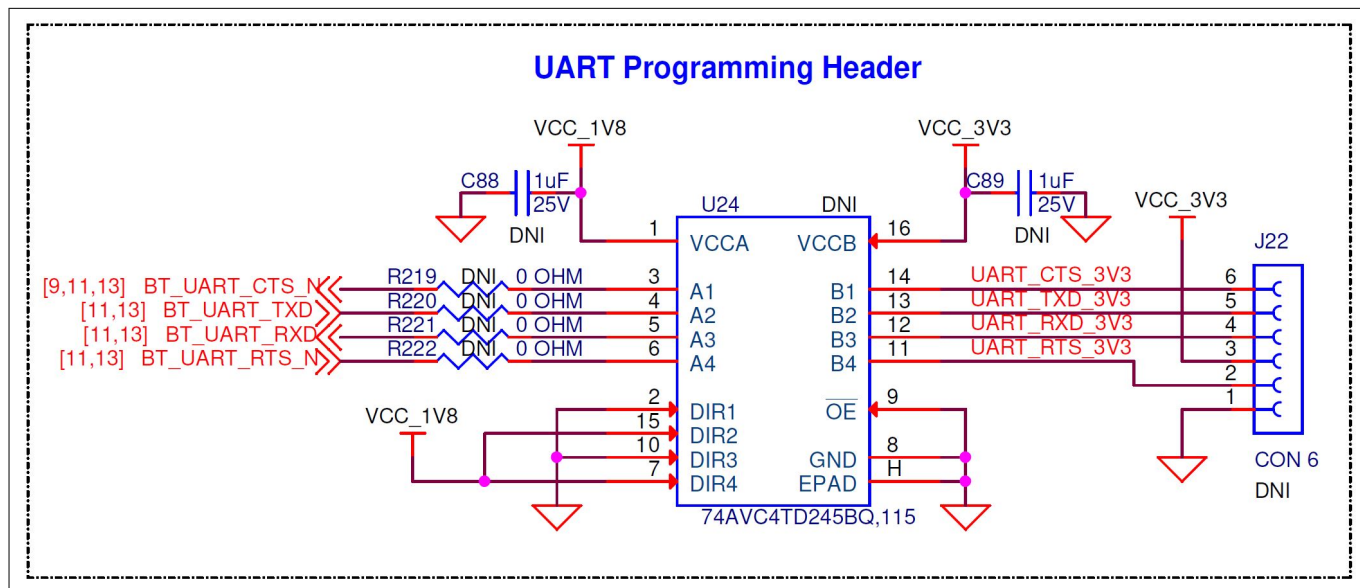 UART Programming Header
VCC_1V8
VCC_3V3
C88 1uF
25V
DNI
C89 1uF
25V
DNI
VCC_3V3
U24 DNI
J22
1 VCCA VCCB 16
[9,11,13] BT_UART_CTS_N R219 DNI 0 OHM 3 A1 B1 14 UART_CTS_3V3 6
[11,13] BT_UART_TXD R220 DNI 0 OHM 4 A2 B2 13 UART_TXD_3V3 5
[11,13] BT_UART_RXD R221 DNI 0 OHM 5 A3 B3 12 UART_RXD_3V3 4
[11,13] BT_UART_RTS_N R222 DNI 0 OHM 6 A4 B4 11 UART_RTS_3V3 3
2
1
VCC_1V8
2 DIR1 OE 9
15 DIR2
10 DIR3 GND 8
7 DIR4 EPAD H
74AVC4TD245BQ,115
CON 6
DNI